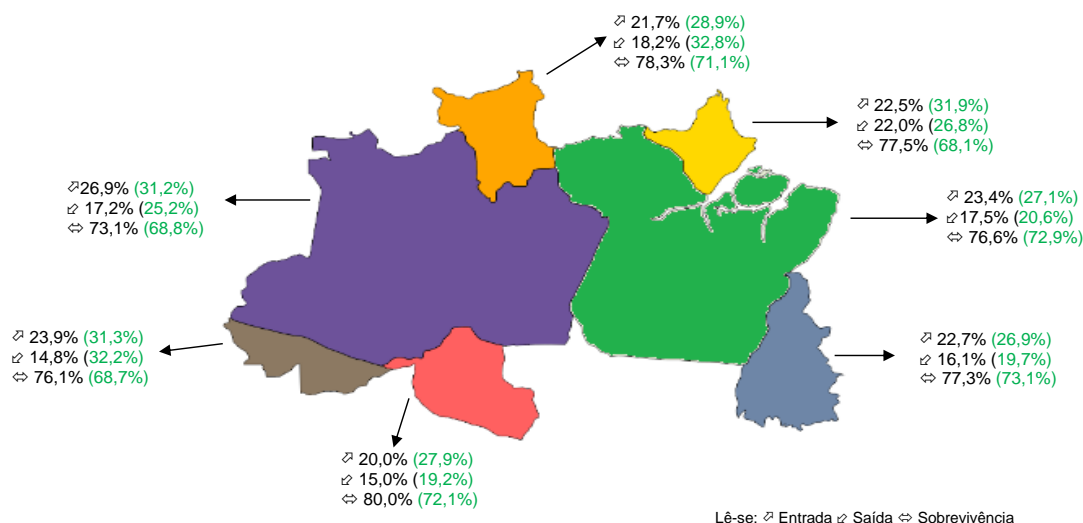 ⬀ 21,7% (28,9%)
⬃ 18,2% (32,8%)
⬄ 78,3% (71,1%)
⬀ 22,5% (31,9%)
⬃ 22,0% (26,8%)
⬄ 77,5% (68,1%)
⬀26,9% (31,2%)
⬃ 17,2% (25,2%)
⬄ 73,1% (68,8%)
⬀ 23,4% (27,1%)
⬃17,5% (20,6%)
⬄ 76,6% (72,9%)
⬀ 23,9% (31,3%)
⬃ 14,8% (32,2%)
⬄ 76,1% (68,7%)
⬀ 22,7% (26,9%)
⬃ 16,1% (19,7%)
⬄ 77,3% (73,1%)
⬀ 20,0% (27,9%)
⬃ 15,0% (19,2%)
⬄ 80,0% (72,1%)
Lê-se: ⬀ Entrada ⬃ Saída ⬄ Sobrevivência